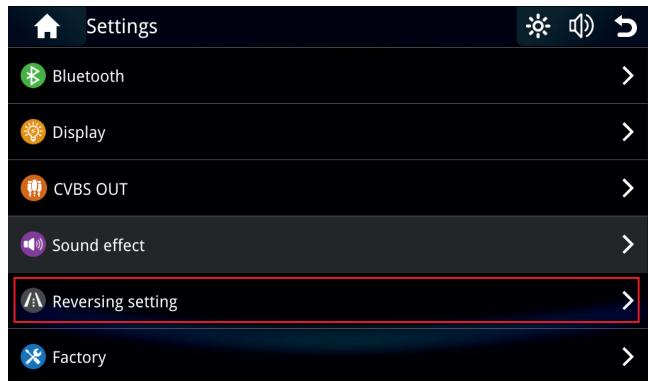 Settings
Bluetooth
Display
CVBS OUT
Sound effect
Reversing setting
Factory